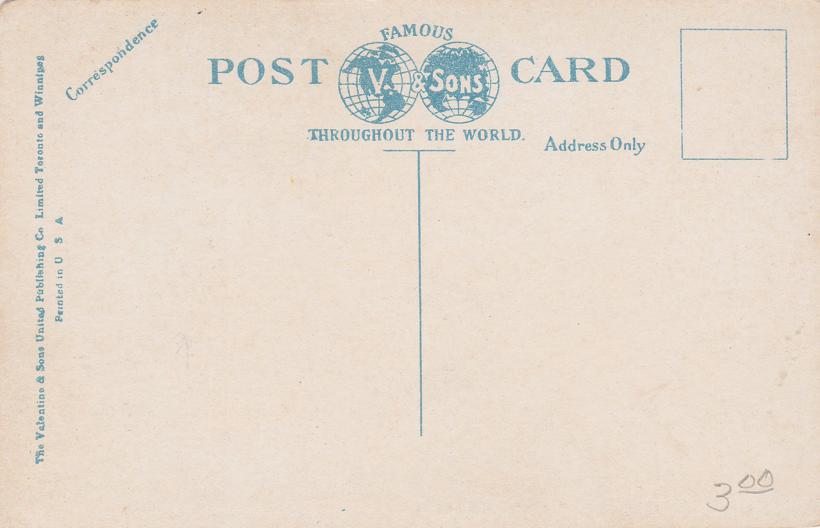 Correspondence
FAMOUS
POST V. & SONS CARD
THROUGHOUT THE WORLD.
Address Only
The Valentine & Sons United Publishing Co Limited Toronto and Winnipeg
Printed in U S A
3 00